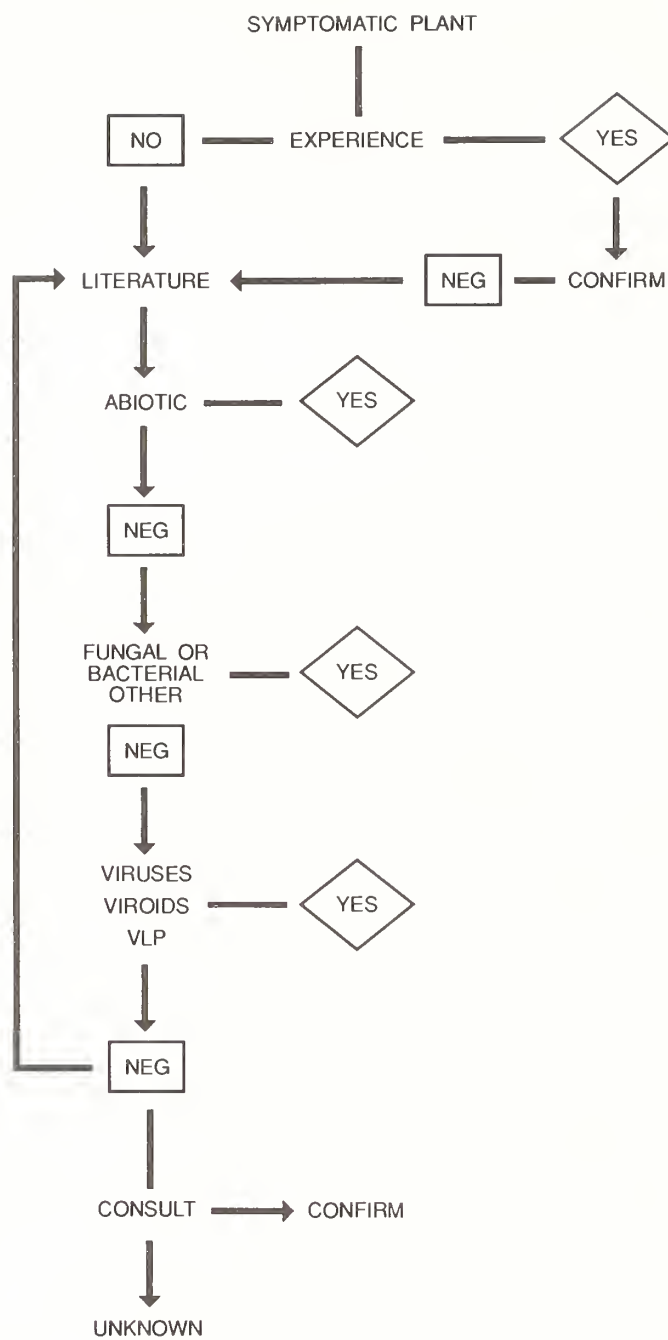 SYMPTOMATIC PLANT
NO
EXPERIENCE
YES
LITERATURE
NEG
CONFIRM
ABIOTIC
YES
NEG
FUNGAL OR
BACTERIAL
OTHER
YES
NEG
VIRUSES
VIROIDS
VLP
YES
NEG
CONSULT
CONFIRM
UNKNOWN